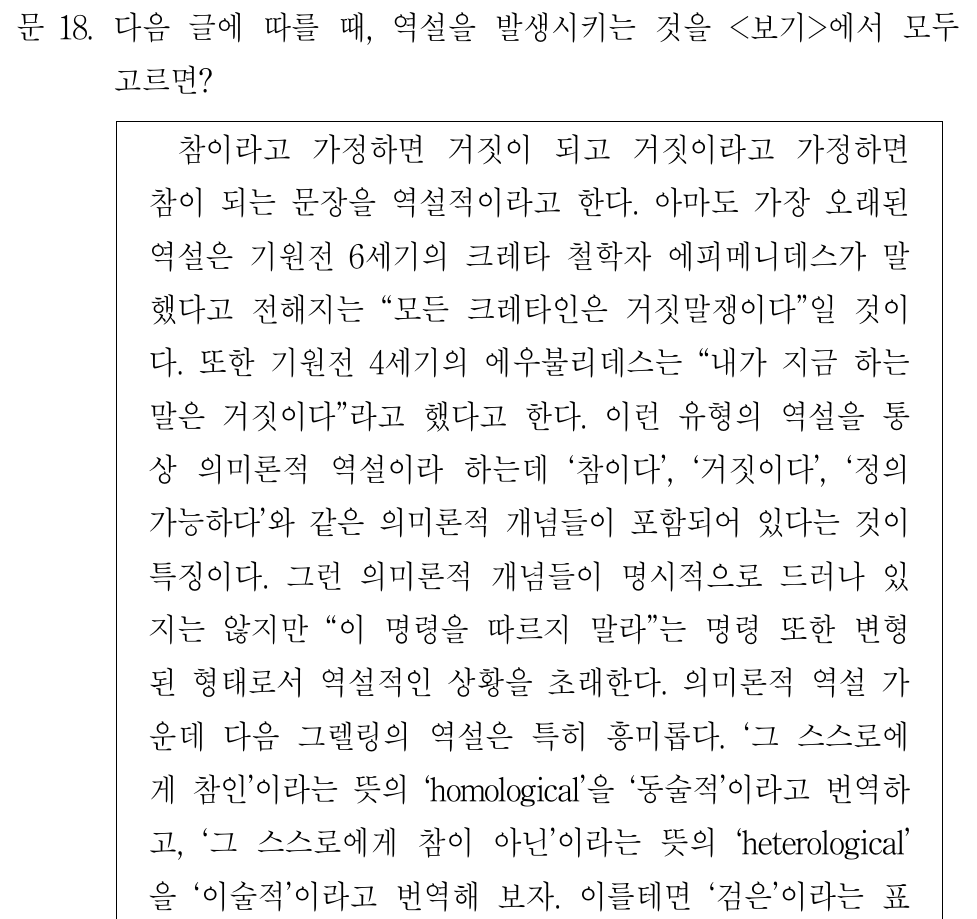 문 18. 다음 글에 따를 때, 역설을 발생시키는 것을 <보기>에서 모두
고르면?
참이라고 가정하면 거짓이 되고 거짓이라고 가정하면
참이 되는 문장을 역설적이라고 한다. 아마도 가장 오래된
역설은 기원전 6세기의 크레타 철학자 에피메니데스가 말
했다고 전해지는 “모든 크레타인은 거짓말쟁이다”일 것이
다. 또한 기원전 4세기의 에우불리데스는 “내가 지금 하는
말은 거짓이다”라고 했다고 한다. 이런 유형의 역설을 통
상 의미론적 역설이라 하는데 ‘참이다’, ‘거짓이다’, ‘정의
가능하다’와 같은 의미론적 개념들이 포함되어 있다는 것이
특징이다. 그런 의미론적 개념들이 명시적으로 드러나 있
지는 않지만 “이 명령을 따르지 말라”는 명령 또한 변형
된 형태로서 역설적인 상황을 초래한다. 의미론적 역설 가
운데 다음 그렐링의 역설은 특히 흥미롭다. ‘그 스스로에
게 참인’이라는 뜻의 ‘homological’을 ‘동술적’이라고 번역하
고, ‘그 스스로에게 참이 아닌’이라는 뜻의 ‘heterological’
을 ‘이술적’이라고 번역해 보자. 이를테면 ‘검은’이라는 표